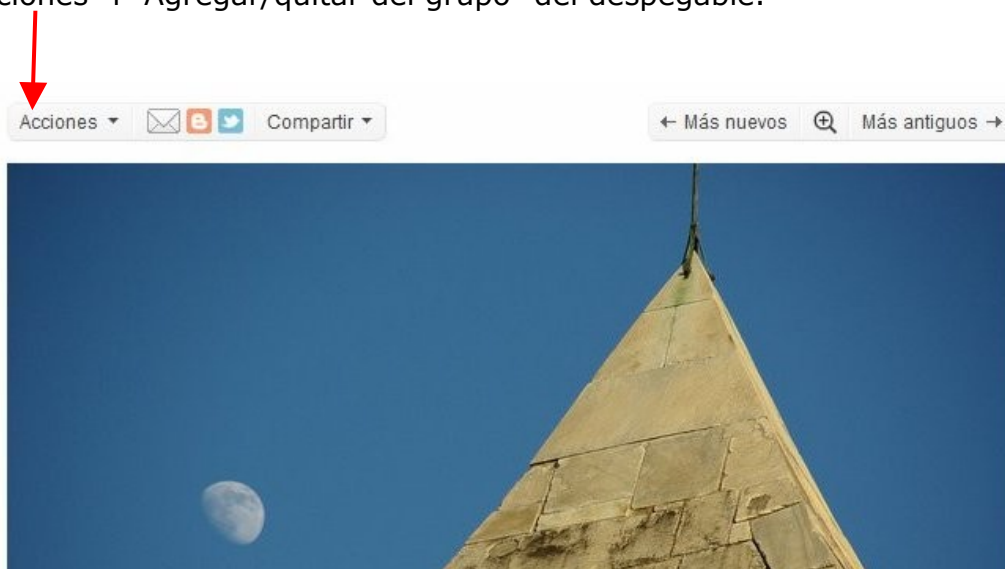 ciones + Agregar/quitar del grupo del despegable.
Acciones Compartir ← Más nuevos Más antiguos →